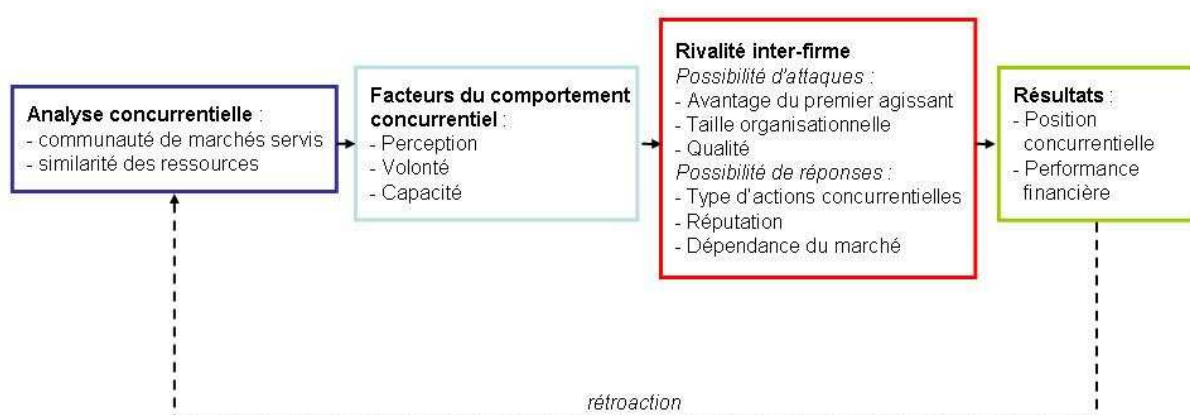 Analyse concurrentielle :
- communauté de marchés servis
- similarité des ressources
Facteurs du comportement
concurrentiel :
- Perception
- Volonté
- Capacité
Rivalité inter-firme
Possibilité d'attaques :
- Avantage du premier agissant
- Taille organisationnelle
- Qualité
Possibilité de réponses :
- Type d'actions concurrentielles
- Réputation
- Dépendance du marché
Résultats :
- Position
concurrentielle
- Performance
financière
rétroaction